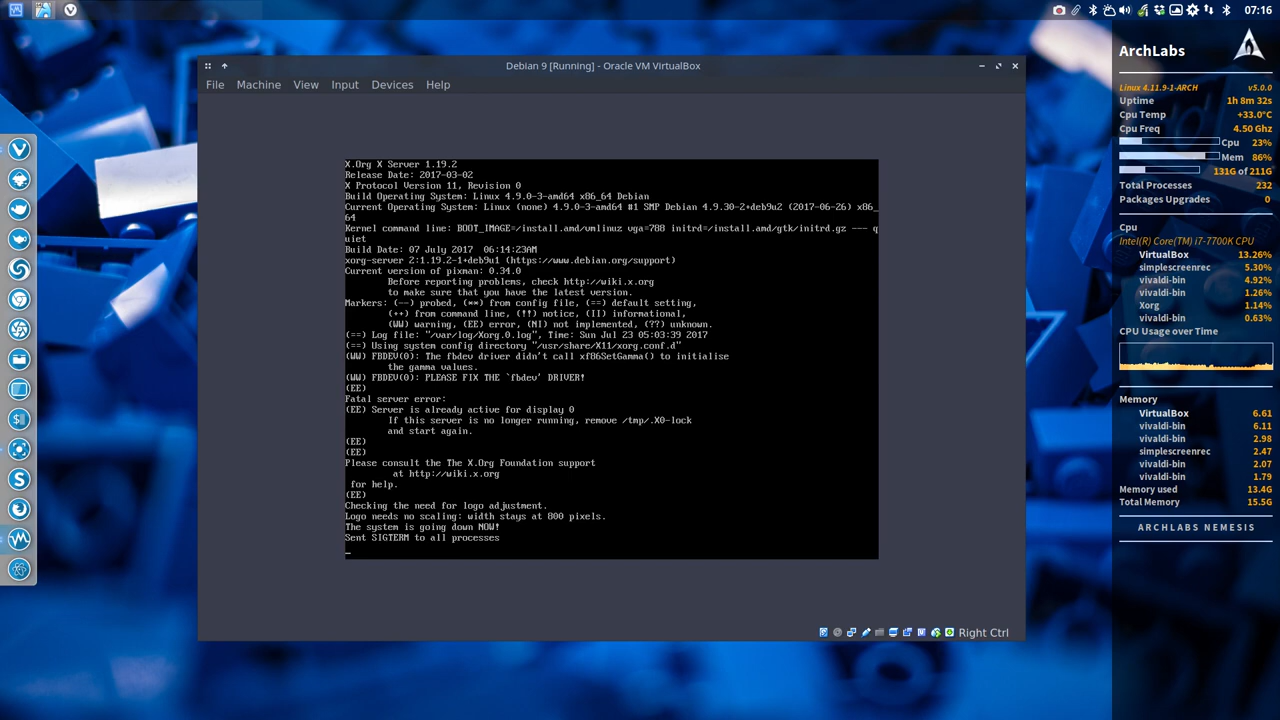 07:16
Debian 9 [Running] - Oracle VM VirtualBox
File Machine View Input Devices Help
X.Org X Server 1.19.2
Release Date: 2017-03-02
X Protocol Version 11, Revision 0
Build Operating System: Linux 4.9.0-3-amd64 x86_64 Debian
Current Operating System: Linux (none) 4.9.0-3-amd64 #1 SMP Debian 4.9.30-2+deb9u2 (2017-06-26) x86_
64
Kernel command line: BOOT_IMAGE=/install.amd/vmlinuz vga=788 initrd=/install.amd/gtk/initrd.gz --- q
uiet
Build Date: 07 July 2017  06:14:23AM
xorg-server 2:1.19.2-1+deb9u1 (https://www.debian.org/support)
Current version of pixman: 0.34.0
Before reporting problems, check http://wiki.x.org
to make sure that you have the latest version.
Markers: (--) probed, (**) from config file, (==) default setting,
(++) from command line, (!!) notice, (II) informational,
(WW) warning, (EE) error, (NI) not implemented, (??) unknown.
(==) Log file: "/var/log/Xorg.0.log", Time: Sun Jul 23 05:03:39 2017
(==) Using system config directory "/usr/share/X11/xorg.conf.d"
(WW) FBDEV(0): The fbdev driver didn't call xf86SetGamma() to initialise
the gamma values.
(WW) FBDEV(0): PLEASE FIX THE `fbdev' DRIVER!
(EE)
Fatal server error:
(EE) Server is already active for display 0
If this server is no longer running, remove /tmp/.X0-lock
and start again.
(EE)
(EE)
Please consult the The X.Org Foundation support
at http://wiki.x.org
for help.
(EE)
Checking the need for logo adjustment.
Logo needs no scaling: width stays at 800 pixels.
The system is going down NOW!
Sent SIGTERM to all processes
Right Ctrl
ArchLabs
Linux 4.11.9-1-ARCH v5.0.0
Uptime 1h 8m 32s
Cpu Temp +33.0°C
Cpu Freq 4.50 Ghz
Cpu 23%
Mem 86%
131G of 211G
Total Processes 232
Packages Upgrades 0
Cpu
Intel(R) Core(TM) i7-7700K CPU
VirtualBox 13.26%
simplescreenrec 5.30%
vivaldi-bin 4.92%
vivaldi-bin 1.26%
Xorg 1.14%
vivaldi-bin 0.63%
CPU Usage over Time
Memory
VirtualBox 6.61
vivaldi-bin 6.11
vivaldi-bin 2.98
simplescreenrec 2.47
vivaldi-bin 2.07
vivaldi-bin 1.79
Memory used 13.4G
Total Memory 15.5G
ARCHLABS NEMESIS